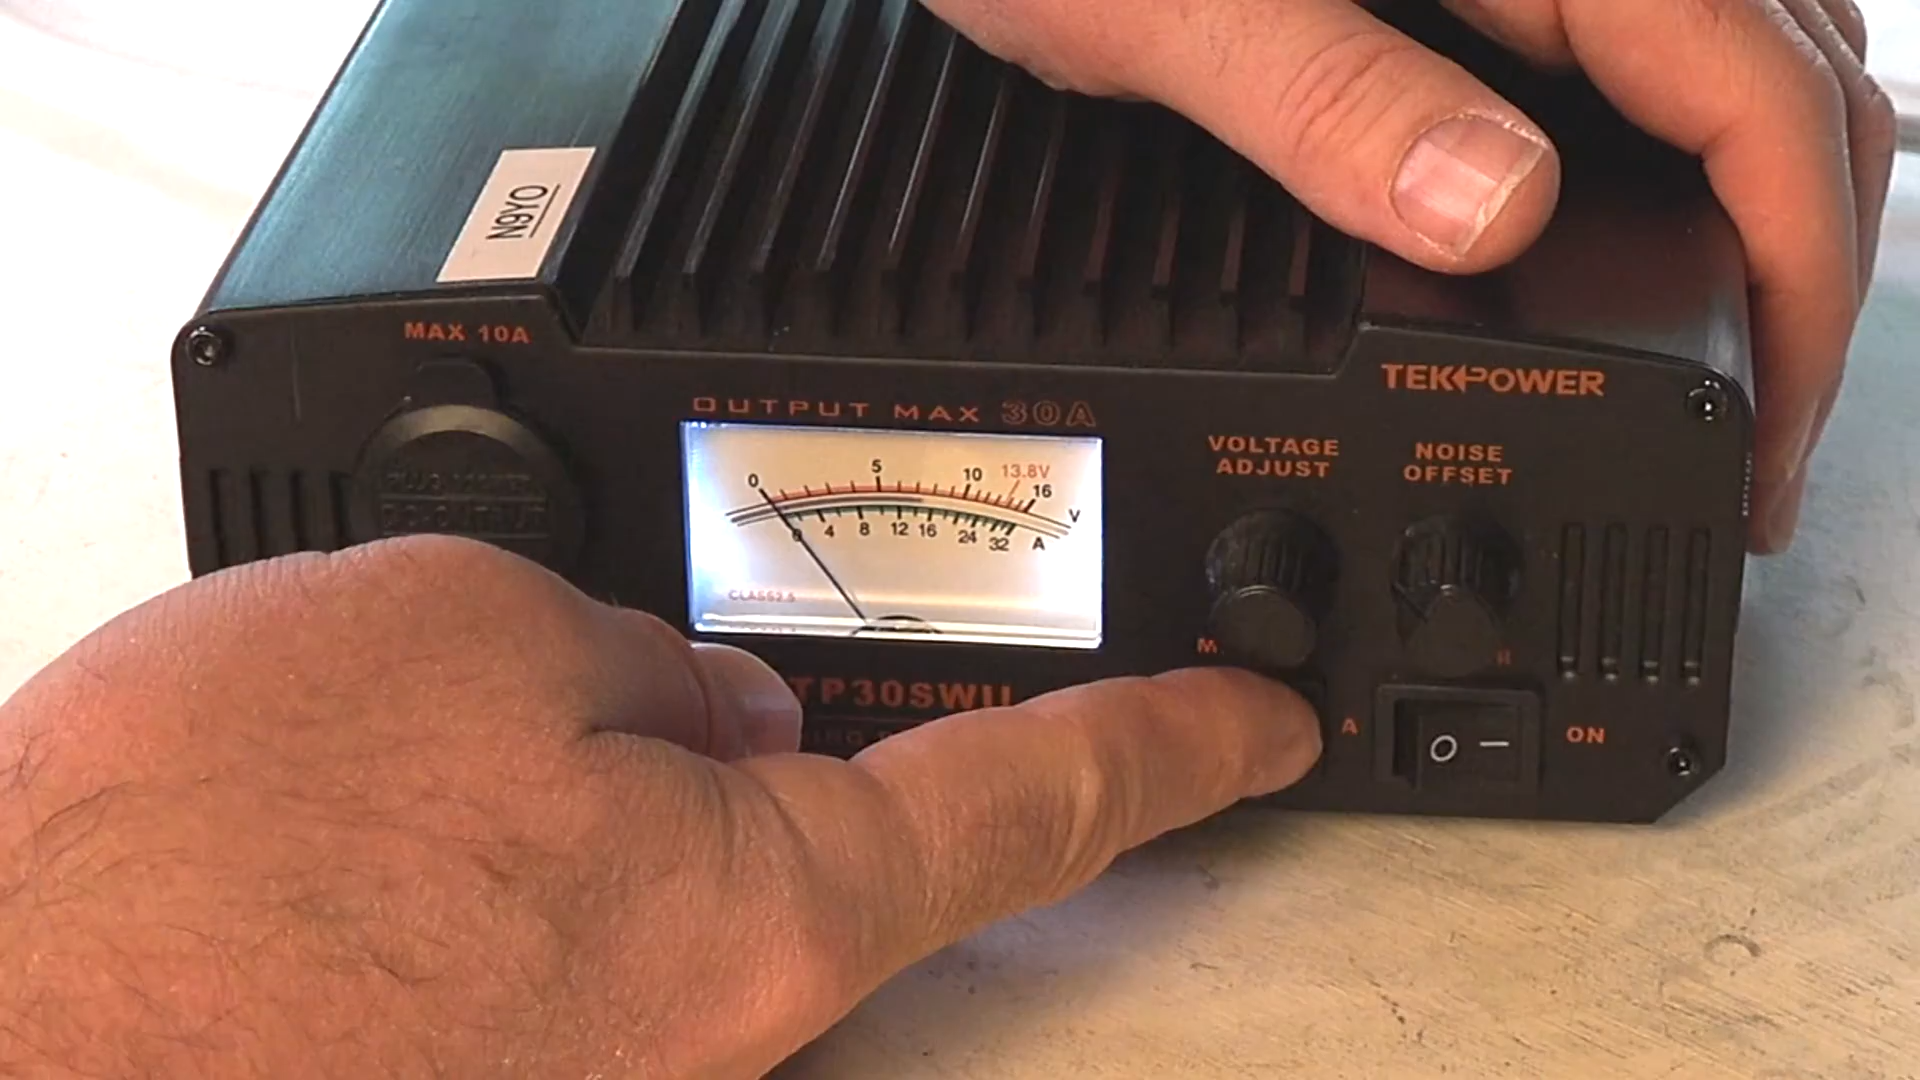 N9YO
MAX 10A
TEKPOWER
OUTPUT MAX 30A
VOLTAGE
ADJUST
NOISE
OFFSET
0 5 10 13.8V 16 V
0 4 8 12 16 24 32 A
CLASS2.5
TP30SWII
M
A
ON